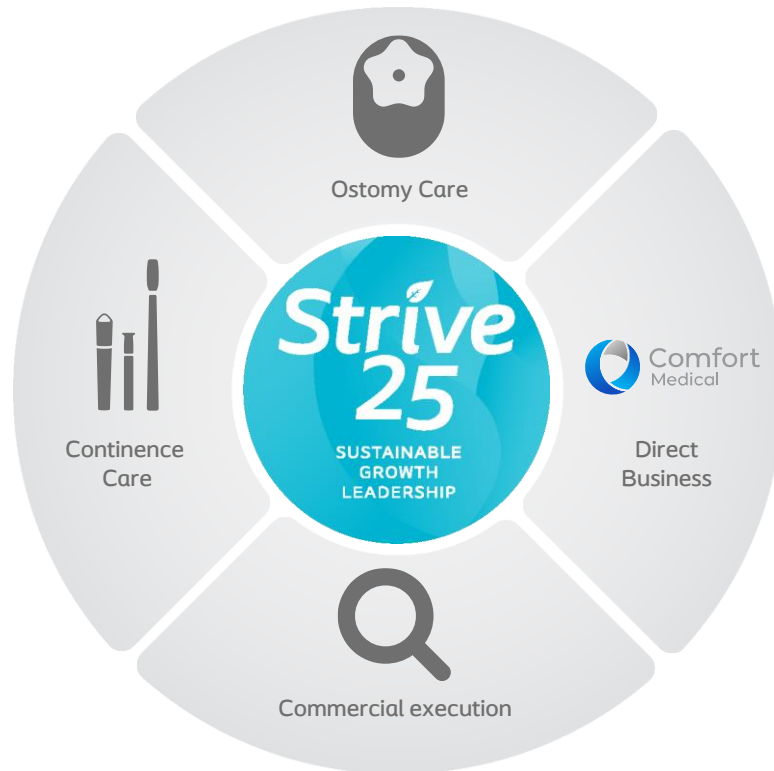 Ostomy Care
Continence
Care
Strive
25
SUSTAINABLE
GROWTH
LEADERSHIP
Comfort
Medical
Direct
Business
Commercial execution